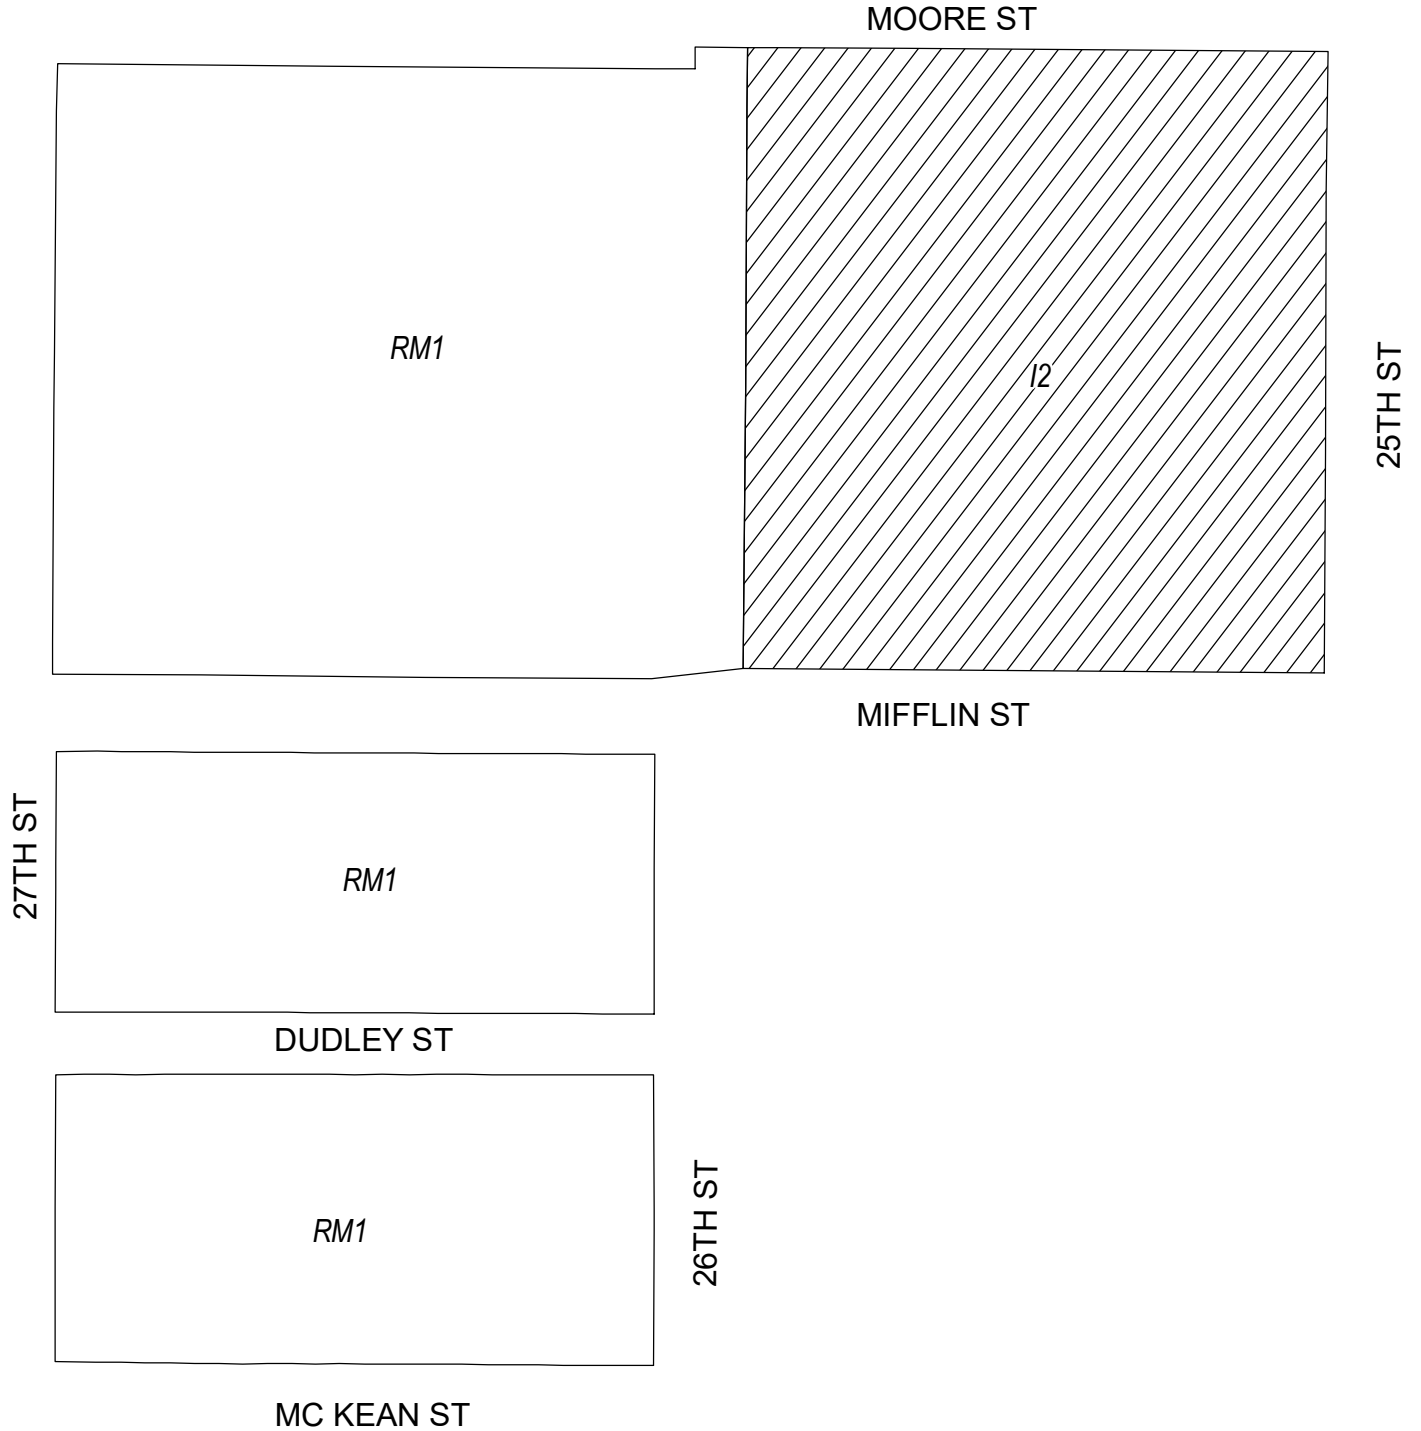 MOORE ST
RM1
I2
25TH ST
MIFFLIN ST
27TH ST
RM1
DUDLEY ST
RM1
26TH ST
MC KEAN ST